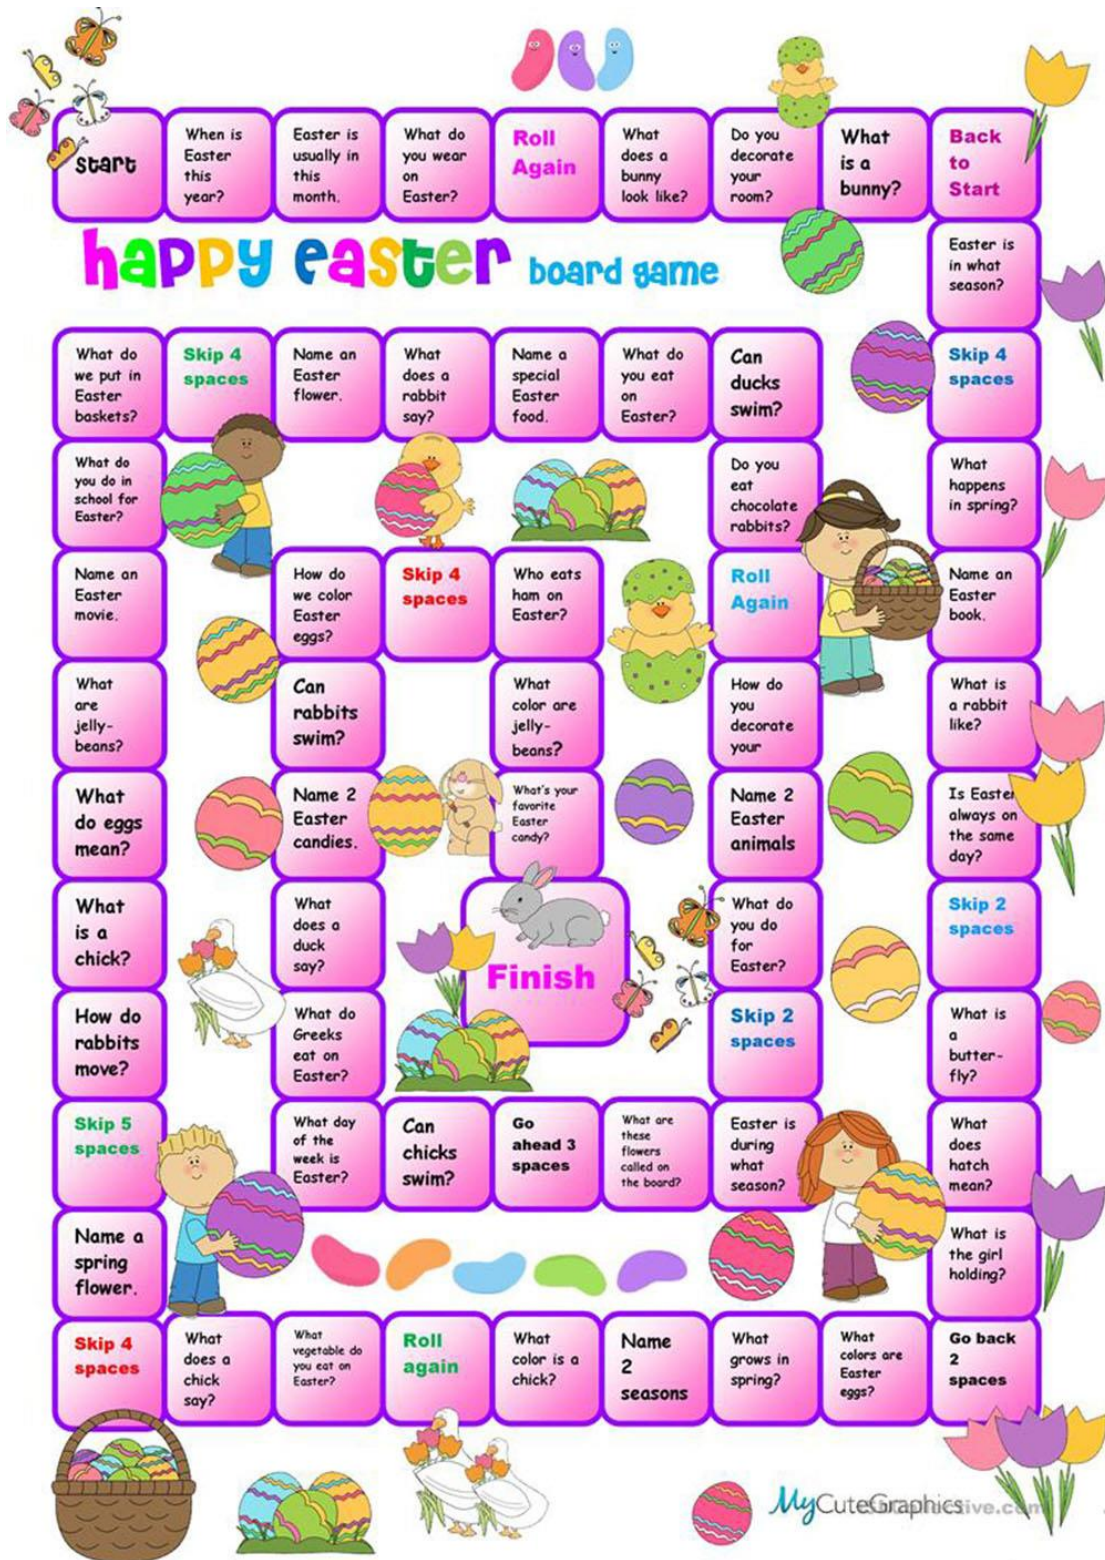 start
When is
Easter
this
year?
Easter is
usually in
this
month.
What do
you wear
on
Easter?
Roll
Again
What
does a
bunny
look like?
Do you
decorate
your
room?
What
is a
bunny?
Back
to
Start
happy easter board game
Easter is
in what
season?
Skip 4
spaces
What
happens
in spring?
Name an
Easter
book.
What is
a rabbit
like?
Is Easter
always on
the same
day?
Skip 2
spaces
What is
a
butter-
fly?
What
does
hatch
mean?
What is
the girl
holding?
Go back
2
spaces
What
colors are
Easter
eggs?
What
grows in
spring?
Name
2
seasons
What
color is a
chick?
Roll
again
What
vegetable do
you eat on
Easter?
What
does a
chick
say?
Skip 4
spaces
Name a
spring
flower.
Skip 5
spaces
How do
rabbits
move?
What
is a
chick?
What
do eggs
mean?
What
are
jelly-
beans?
Name an
Easter
movie.
What do
you do in
school for
Easter?
What do
we put in
Easter
baskets?
Skip 4
spaces
Name an
Easter
flower.
What
does a
rabbit
say?
Name a
special
Easter
food.
What do
you eat
on
Easter?
Can
ducks
swim?
Do you
eat
chocolate
rabbits?
Roll
Again
How do
you
decorate
your
Name 2
Easter
animals
What do
you do
for
Easter?
Skip 2
spaces
Easter is
during
what
season?
What are
these
flowers
called on
the board?
Go
ahead 3
spaces
Can
chicks
swim?
What day
of the
week is
Easter?
What do
Greeks
eat on
Easter?
What
does a
duck
say?
Name 2
Easter
candies.
Can
rabbits
swim?
How do
we color
Easter
eggs?
Skip 4
spaces
Who eats
ham on
Easter?
What
color are
jelly-
beans?
What's your
favorite
Easter
candy?
Finish
MyCuteGraphics